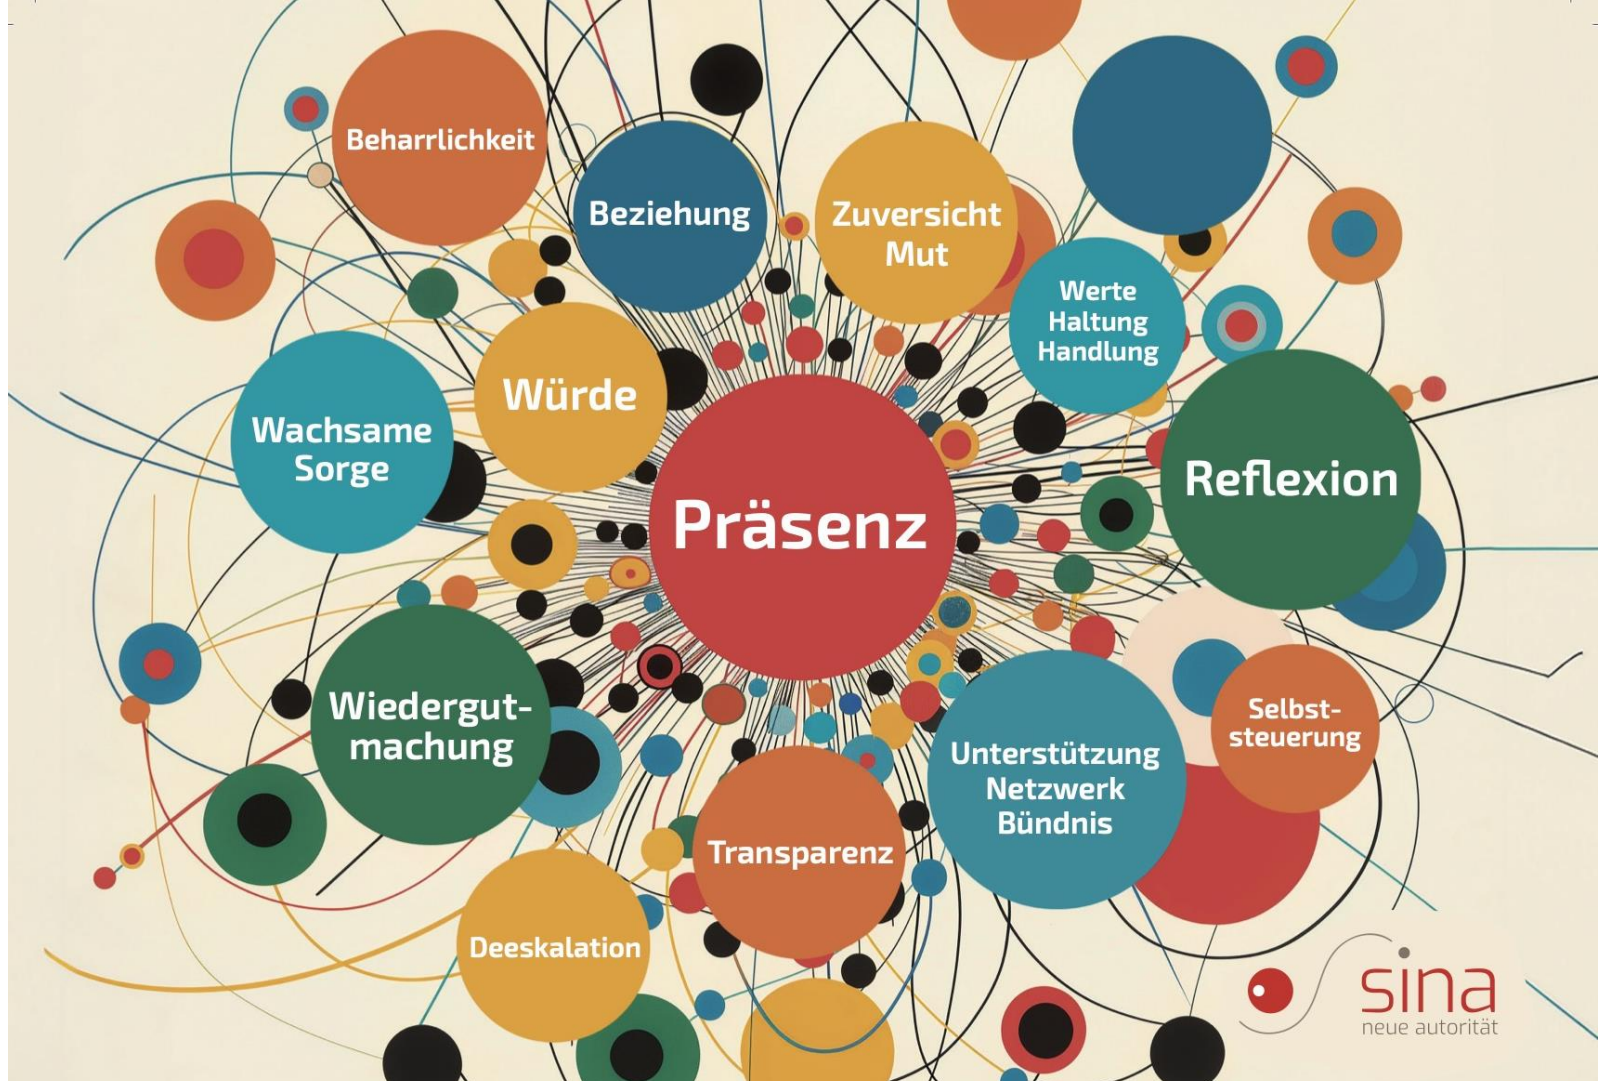 Beharrlichkeit
Beziehung
Zuversicht
Mut
Werte
Haltung
Handlung
Würde
Wachsame
Sorge
Präsenz
Reflexion
Wiedergut-
machung
Selbst-
steuerung
Unterstützung
Netzwerk
Bündnis
Transparenz
Deeskalation
sina
neue autorität